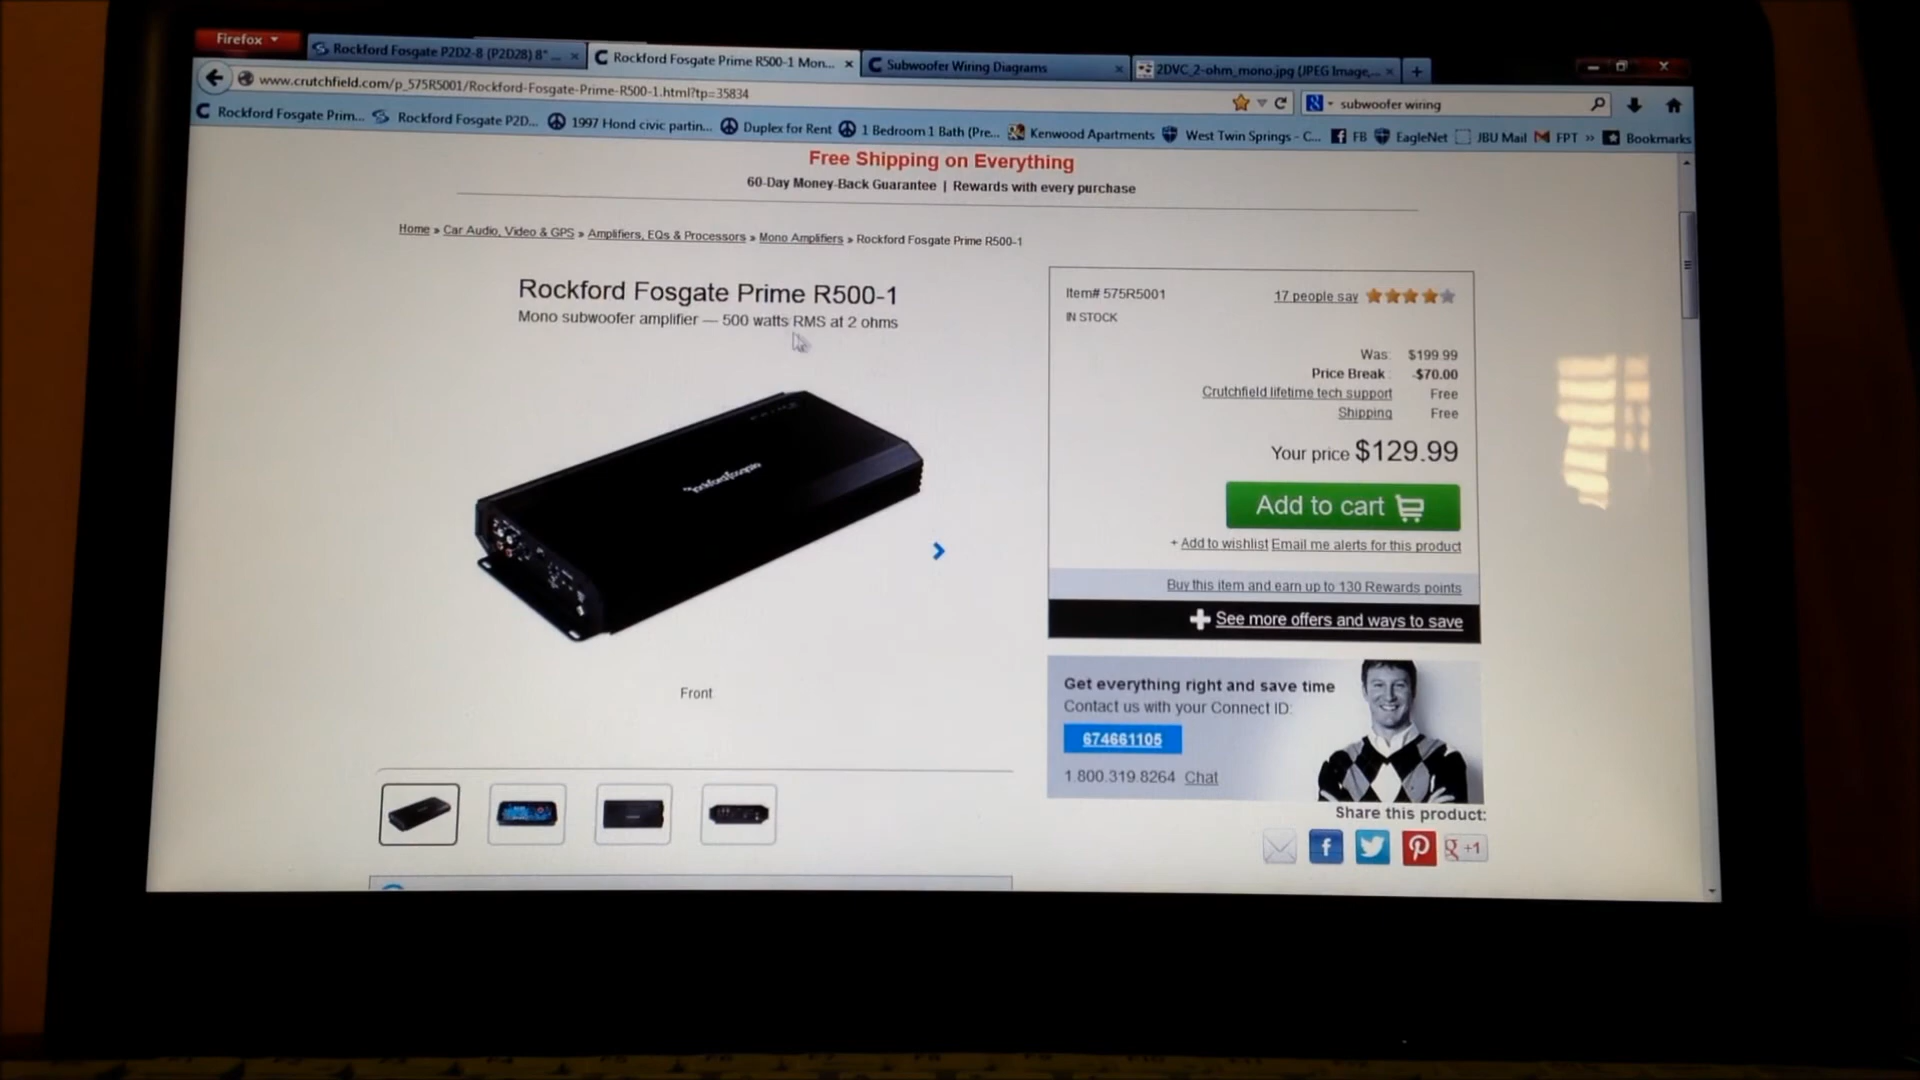 Firefox
Rockford Fosgate P2D2-8 (P2D28) 8" ...
Rockford Fosgate Prime R500-1 Mon...
Subwoofer Wiring Diagrams
2DVC_2-ohm_mono.jpg (JPEG Image,...
www.crutchfield.com/p_575R5001/Rockford-Fosgate-Prime-R500-1.html?tp=35834
subwoofer wiring
Rockford Fosgate Prim...
Rockford Fosgate P2D...
1997 Hond civic partin...
Duplex for Rent
1 Bedroom 1 Bath (Pre...
Kenwood Apartments
West Twin Springs - C...
FB
EagleNet
JBU Mail
FPT »
Bookmarks
Free Shipping on Everything
60-Day Money-Back Guarantee | Rewards with every purchase
Home » Car Audio, Video & GPS » Amplifiers, EQs & Processors » Mono Amplifiers » Rockford Fosgate Prime R500-1
Rockford Fosgate Prime R500-1
Mono subwoofer amplifier — 500 watts RMS at 2 ohms
Rockford Fosgate
Front
Item# 575R5001
17 people say
IN STOCK
Was: $199.99
Price Break: -$70.00
Crutchfield lifetime tech support Free
Shipping Free
Your price $129.99
Add to cart
+ Add to wishlist Email me alerts for this product
Buy this item and earn up to 130 Rewards points
See more offers and ways to save
Get everything right and save time
Contact us with your Connect ID:
674661105
1.800.319.8264 Chat
Share this product:
f
g +1